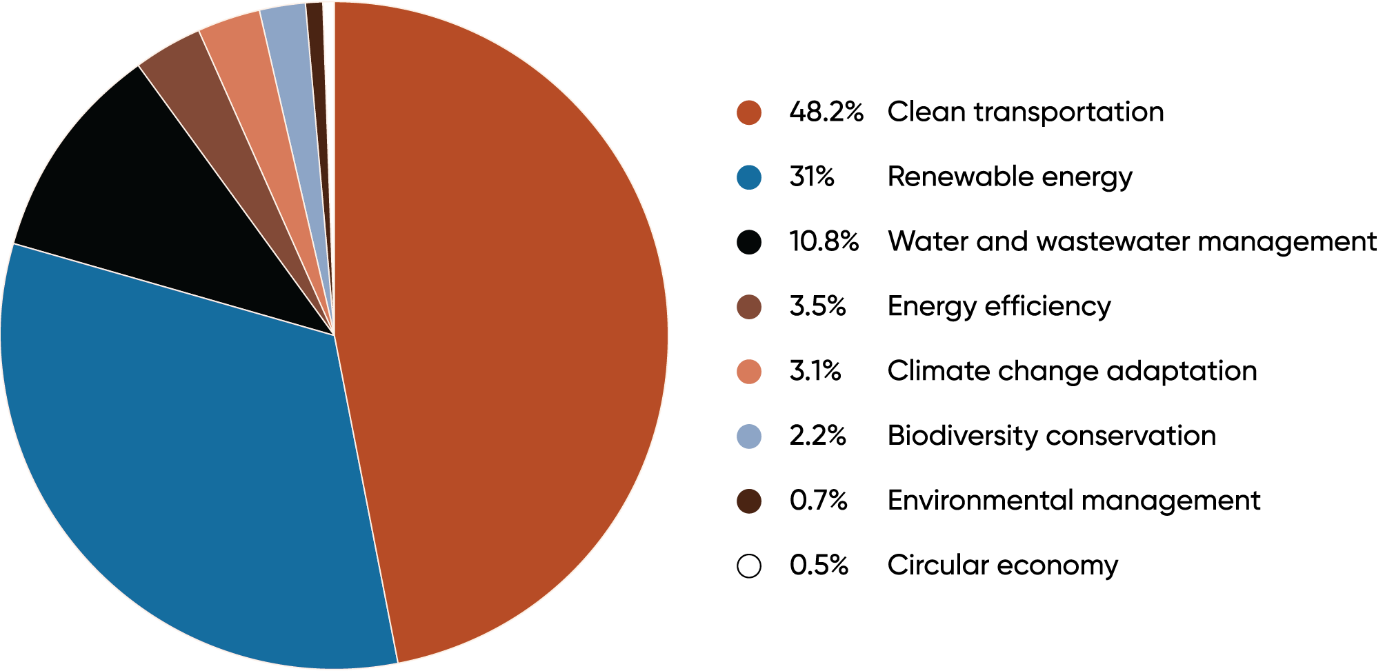 48.2% Clean transportation
31% Renewable energy
10.8% Water and wastewater management
3.5% Energy efficiency
3.1% Climate change adaptation
2.2% Biodiversity conservation
0.7% Environmental management
0.5% Circular economy